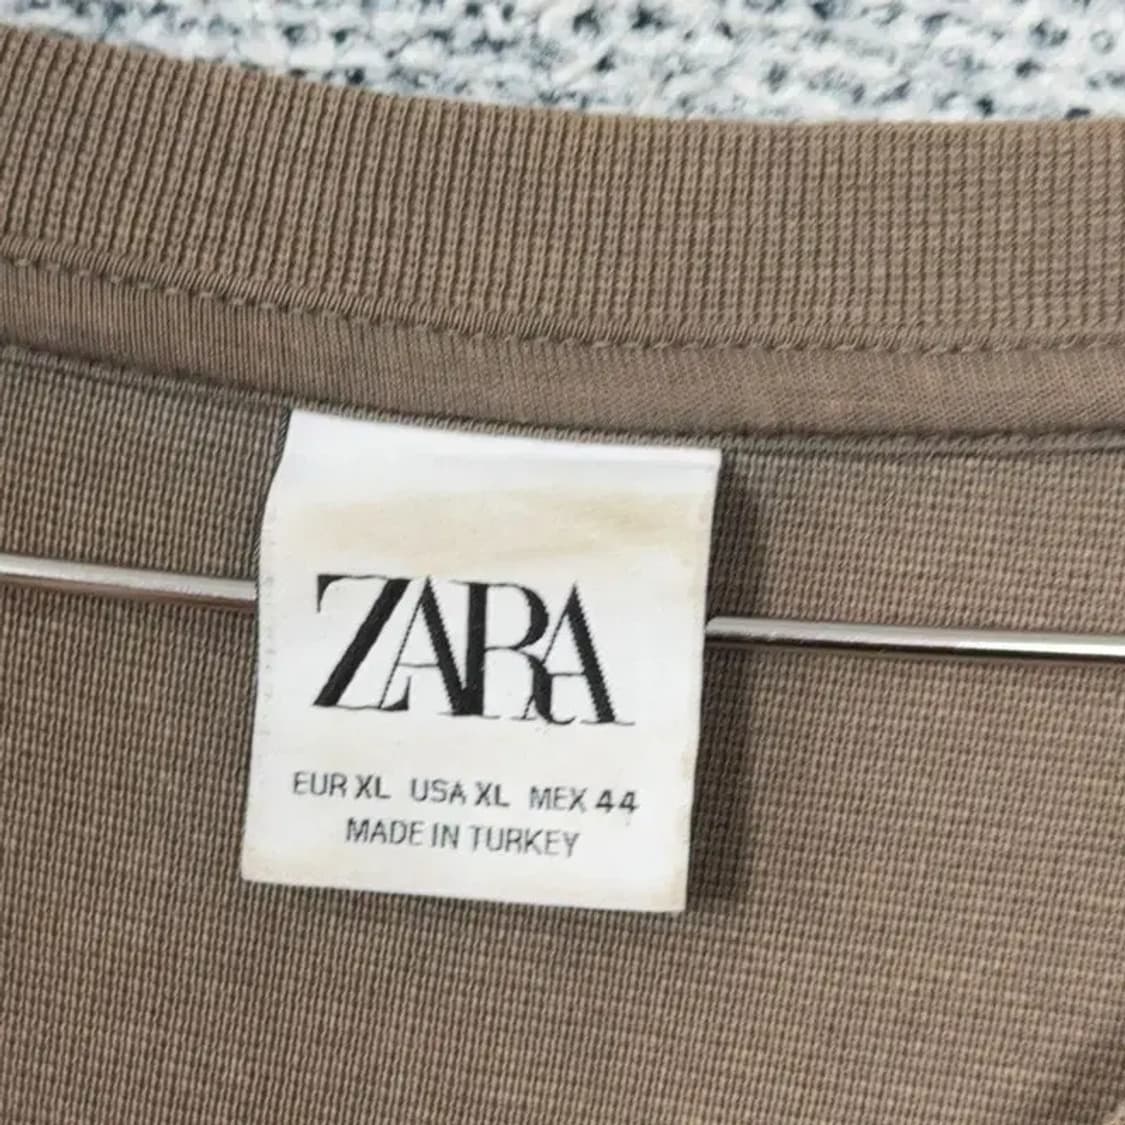 ZARA
EUR XL USA XL MEX 44
MADE IN TURKEY